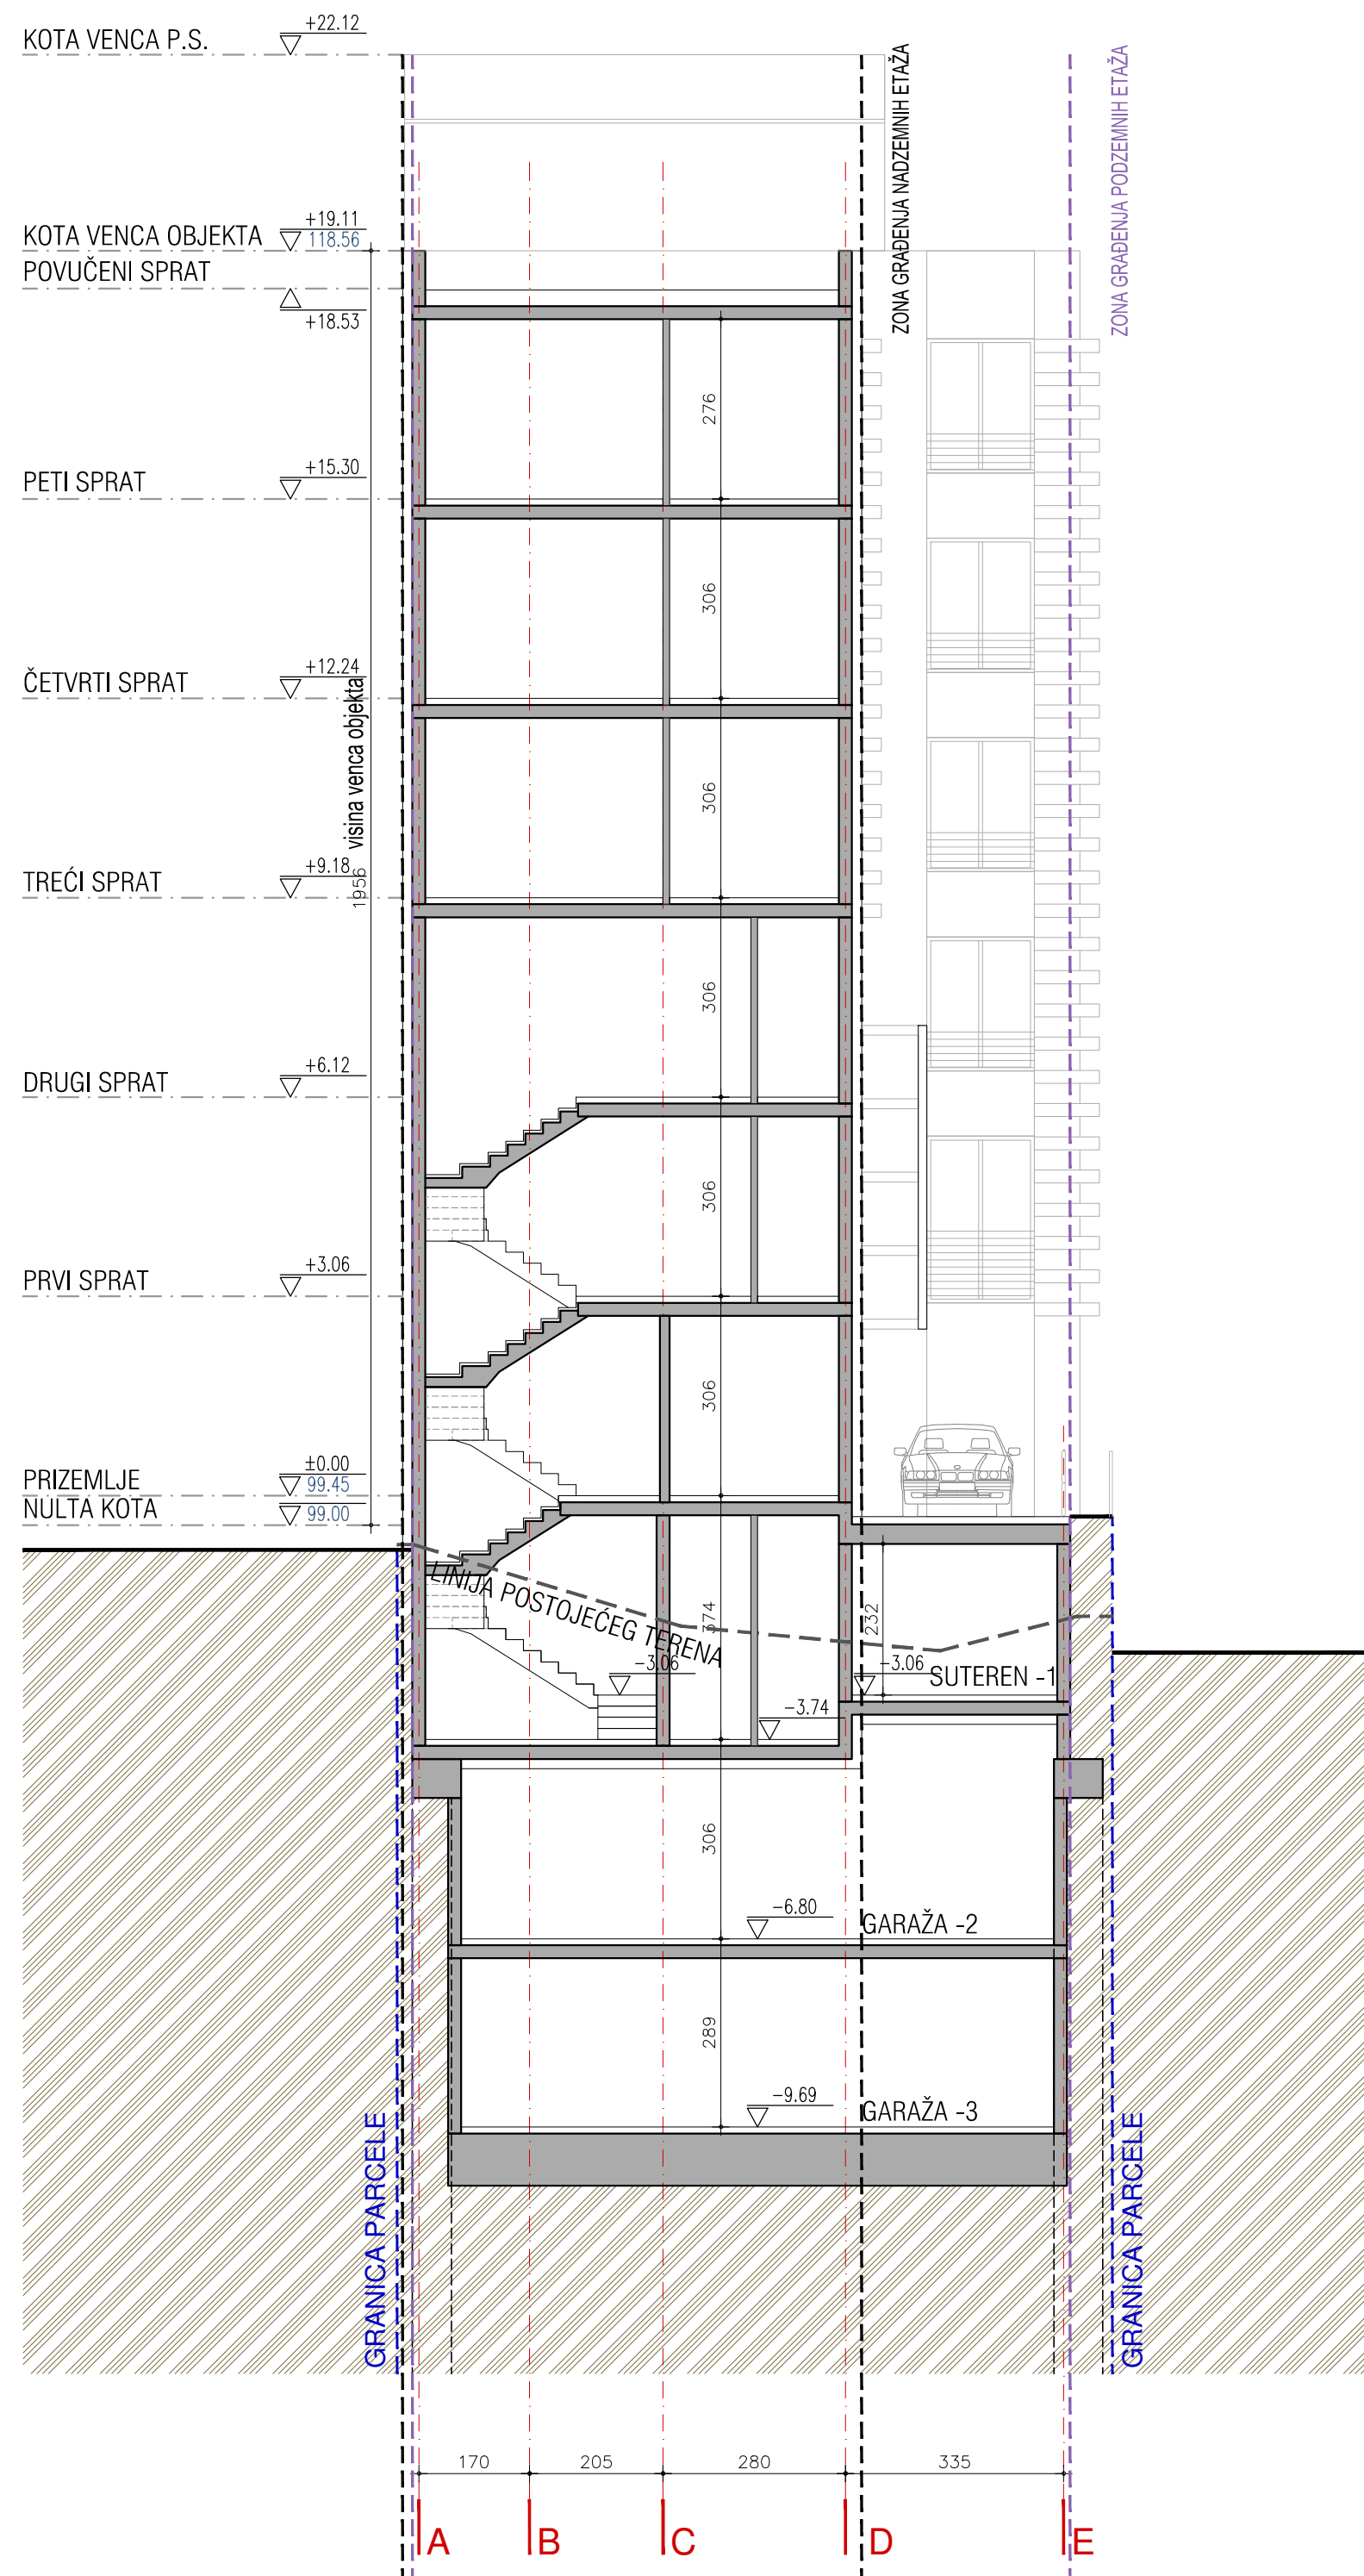 KOTA VENCA P.S.
+22.12
ZONA GRAĐENJA NADZEMNIH ETAŽA
ZONA GRAĐENJA PODZEMNIH ETAŽA
KOTA VENCA OBJEKTA
+19.11
118.56
POVUČENI SPRAT
+18.53
276
PETI SPRAT
+15.30
306
ČETVRTI SPRAT
+12.24
visina venca objekta
1956
306
TREĆI SPRAT
+9.18
306
DRUGI SPRAT
+6.12
306
PRVI SPRAT
+3.06
306
PRIZEMLJE
±0.00
99.45
NULTA KOTA
99.00
LINIJA POSTOJEĆEG TERENA
374
232
-3.06
-3.06
SUTEREN -1
-3.74
306
-6.80
GARAŽA -2
289
-9.69
GARAŽA -3
GRANICA PARCELE
GRANICA PARCELE
170
205
280
335
A
B
C
D
E